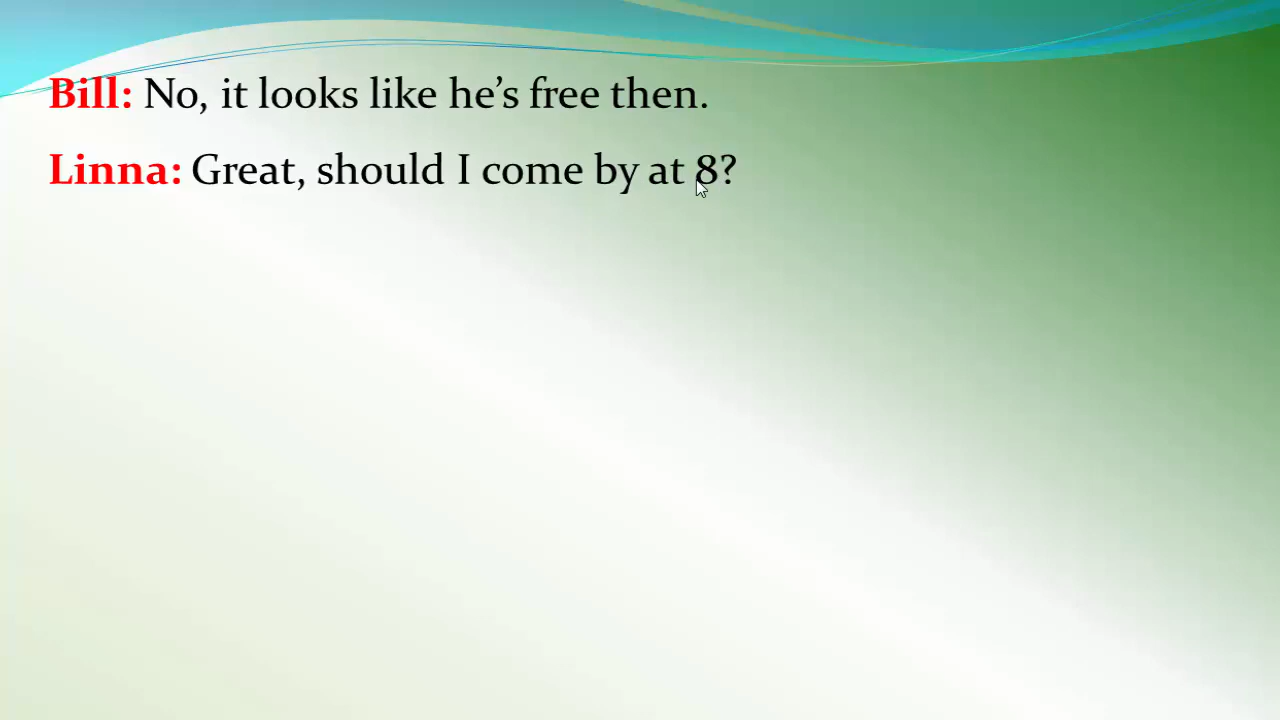 Bill: No, it looks like he’s free then.
Linna: Great, should I come by at 8?